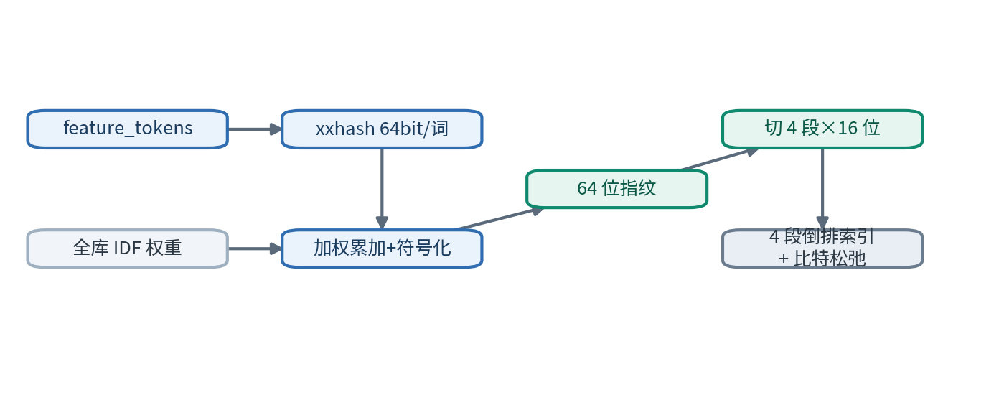 feature_tokens
xxhash 64bit/词
切 4 段×16 位
64 位指纹
全库 IDF 权重
加权累加+符号化
4 段倒排索引
+ 比特松弛